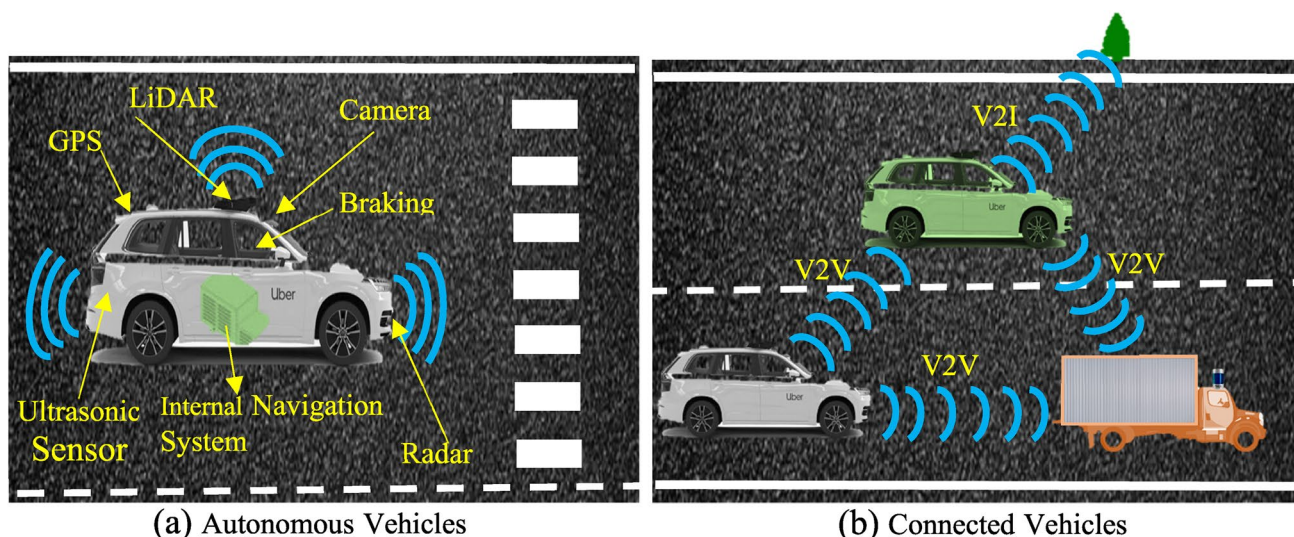 LiDAR
Camera
GPS
Braking
Uber
Ultrasonic
Sensor
Internal Navigation
System
Radar
(a) Autonomous Vehicles
V2I
Uber
V2V
V2V
V2V
Uber
(b) Connected Vehicles